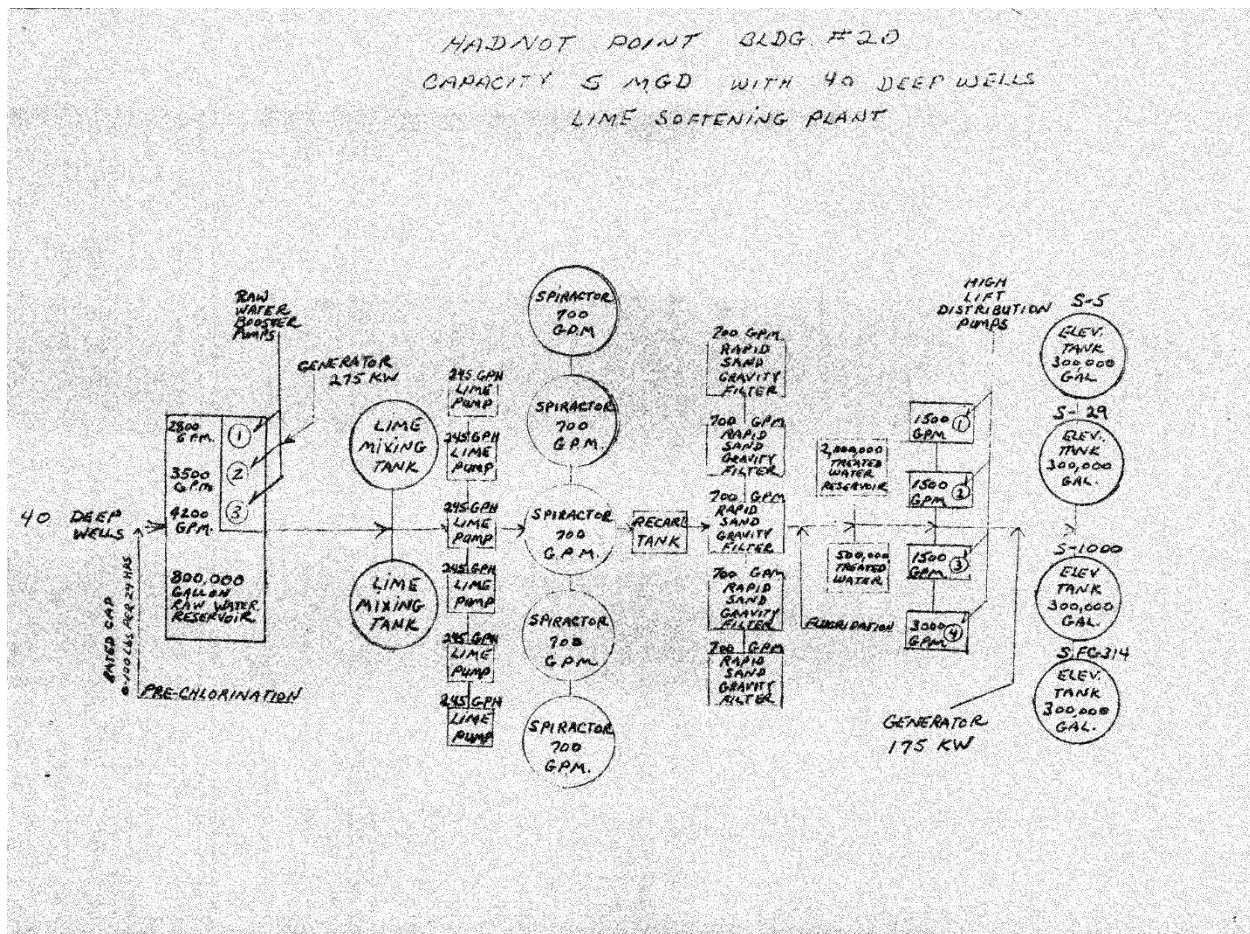 HADNOT POINT BLDG #20
CAPACITY 5 MGD WITH 40 DEEP WELLS
LIME SOFTENING PLANT
40 DEEP
WELLS
RATED CAP
0-100 LBS PER 24 HRS
PRE-CHLORINATION
RAW
WATER
BOOSTER
PUMPS
GENERATOR
275 KW
2800
GPM.
1
3500
GPM
2
4200
GPM.
3
800,000
GALLON
RAW WATER
RESERVOIR
LIME
MIXING
TANK
LIME
MIXING
TANK
245 GPH
LIME
PUMP
245 GPH
LIME
PUMP
245 GPH
LIME
PUMP
245 GPH
LIME
PUMP
245 GPH
LIME
PUMP
245 GPH
LIME
PUMP
SPIRACTOR
700
GPM
SPIRACTOR
700
GPM
SPIRACTOR
700
GPM.
SPIRACTOR
700
GPM.
SPIRACTOR
700
GPM.
RECARB
TANK
700 GPM
RAPID
SAND
GRAVITY
FILTER
700 GPM
RAPID
SAND
GRAVITY
FILTER
700 GPM
RAPID
SAND
GRAVITY
FILTER
700 GPM
RAPID
SAND
GRAVITY
FILTER
700 GPM
RAPID
SAND
GRAVITY
FILTER
FLUORIDATION
2,000,000
TREATED
WATER
RESERVOIR
500,000
TREATED
WATER
HIGH
LIFT
DISTRIBUTION
PUMPS
1500 1
GPM
1500 2
GPM
1500 3
GPM
3000 4
GPM
GENERATOR
175 KW
S-5
ELEV.
TANK
300,000
GAL
S-29
ELEV.
TANK
300,000
GAL.
S-1000
ELEV
TANK
300,000
GAL.
S FC314
ELEV.
TANK
300,000
GAL.